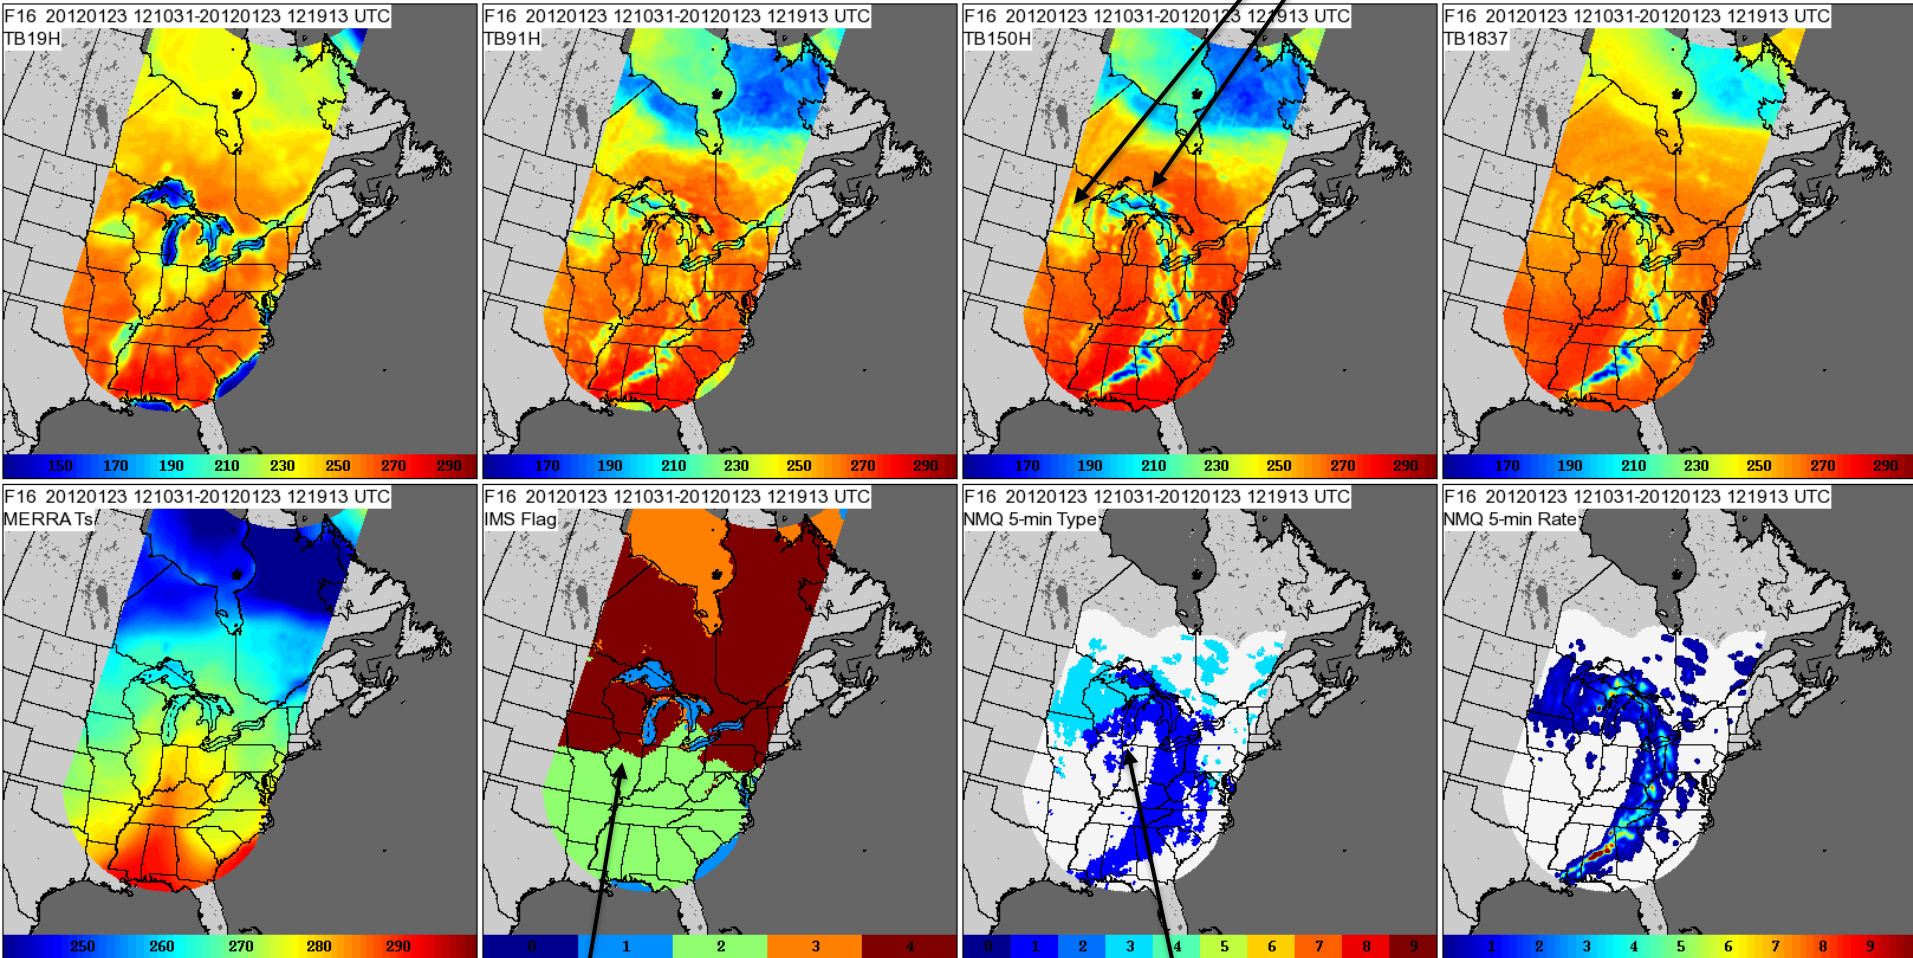 F16 20120123 121031-20120123 121913 UTC
TB19H
150 170 190 210 230 250 270 290
F16 20120123 121031-20120123 121913 UTC
TB91H
170 190 210 230 250 270 290
F16 20120123 121031-20120123 121913 UTC
TB150H
170 190 210 230 250 270 290
F16 20120123 121031-20120123 121913 UTC
TB1837
170 190 210 230 250 270 290
F16 20120123 121031-20120123 121913 UTC
MERRA Ts
250 260 270 280 290
F16 20120123 121031-20120123 121913 UTC
IMS Flag
0 1 2 3 4
F16 20120123 121031-20120123 121913 UTC
NMQ 5-min Type
0 1 2 3 4 5 6 7 8 9
F16 20120123 121031-20120123 121913 UTC
NMQ 5-min Rate
1 2 3 4 5 6 7 8 9